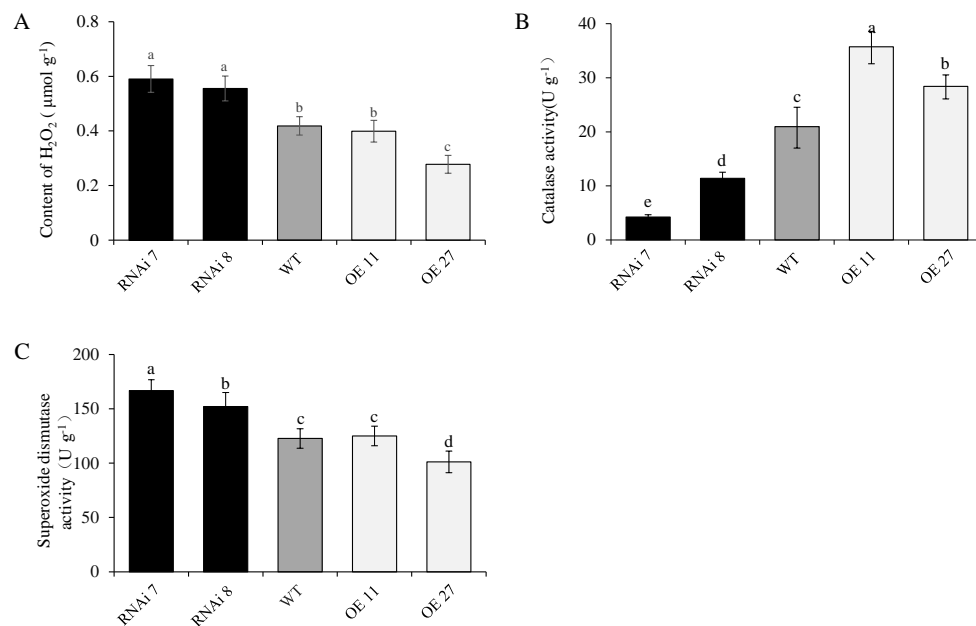 A
Content of H₂O₂ ( μmol g⁻¹)
0.8
0.6
0.4
0.2
0
a
a
b
b
c
RNAi 7
RNAi 8
WT
OE 11
OE 27
B
Catalase activity(U g⁻¹)
40
30
20
10
0
e
d
c
a
b
RNAi 7
RNAi 8
WT
OE 11
OE 27
C
Superoxide dismutase
activity（U g⁻¹）
200
150
100
50
0
a
b
c
c
d
RNAi 7
RNAi 8
WT
OE 11
OE 27